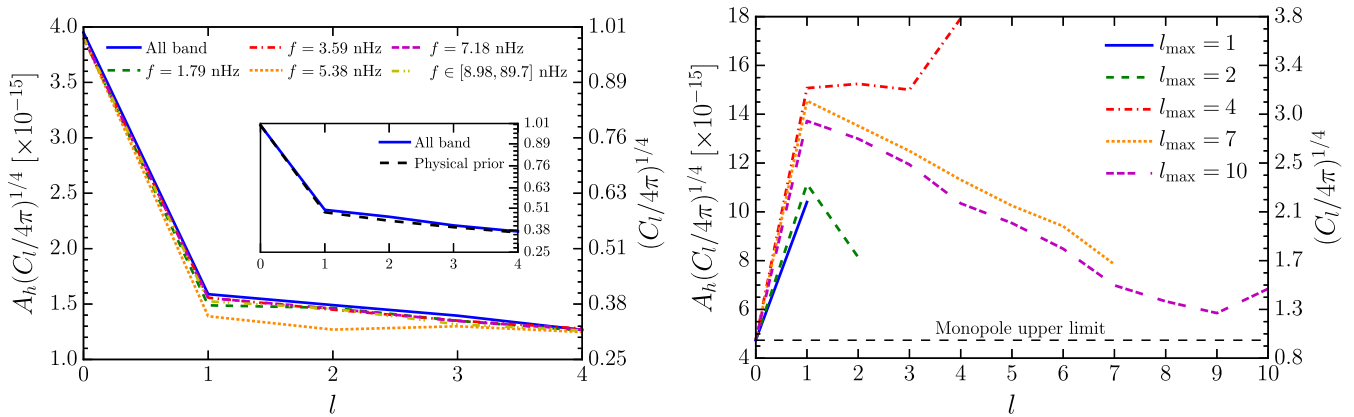 4.0
3.5
3.0
2.5
2.0
1.5
1.0
A_h(C_l/4π)^{1/4} [×10^{-15}]
All band
f = 1.79 nHz
f = 3.59 nHz
f = 5.38 nHz
f = 7.18 nHz
f ∈ [8.98, 89.7] nHz
All band
Physical prior
1.01
0.89
0.76
0.63
0.51
0.38
0.25
0 1 2 3 4
1.01
0.89
0.76
0.63
0.51
0.38
0.25
(C_l/4π)^{1/4}
0 1 2 3 4
l
18
16
14
12
10
8
6
4
A_h(C_l/4π)^{1/4} [×10^{-15}]
l_max = 1
l_max = 2
l_max = 4
l_max = 7
l_max = 10
Monopole upper limit
3.8
3.4
3.0
2.5
2.1
1.7
1.3
0.8
(C_l/4π)^{1/4}
0 1 2 3 4 5 6 7 8 9 10
l